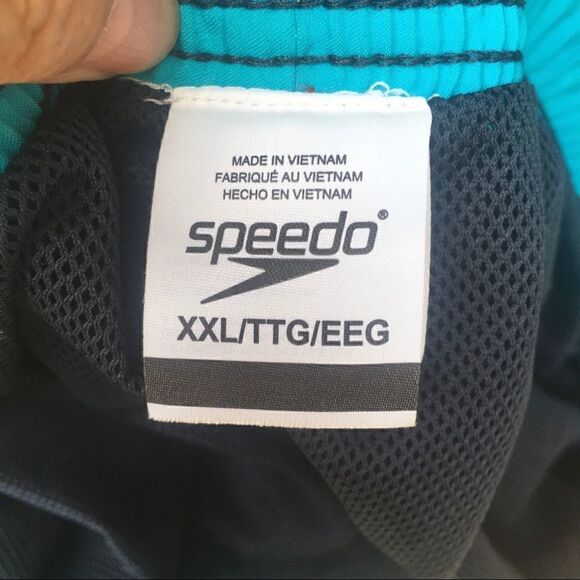 MADE IN VIETNAM
FABRIQUÉ AU VIETNAM
HECHO EN VIETNAM
speedo®
XXL/TTG/EEG